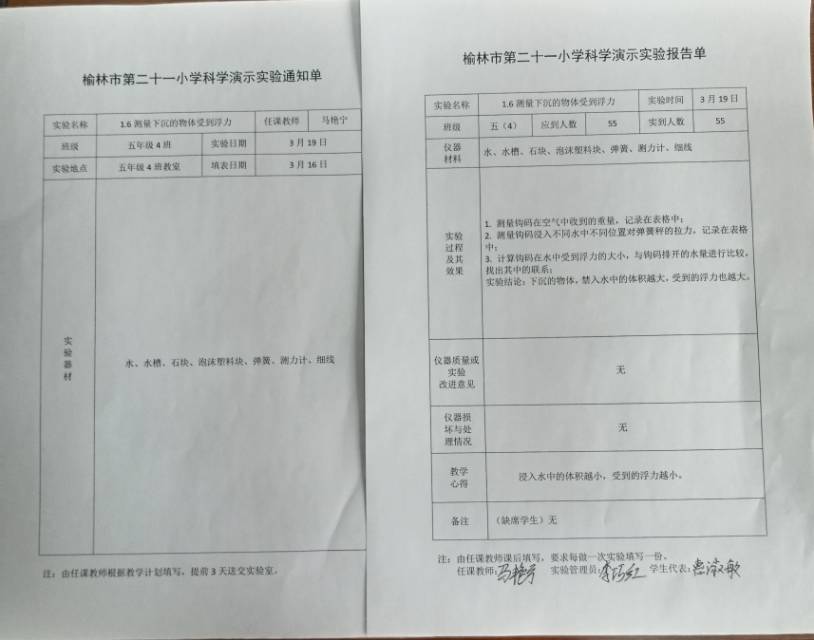 榆林市第二十一小学科学演示实验通知单
实验名称 1.6 测量下沉的物体受到浮力 任课教师 马艳宁
班级 五年级 4 班 实验日期 3 月 19 日
实验地点 五年级 4 班教室 填表日期 3 月 16 日
实验器材 水、水槽、石块、泡沫塑料块、弹簧、测力计、细线
注：由任课教师根据教学计划填写，提前 3 天送交实验室。
榆林市第二十一小学科学演示实验报告单
实验名称 1.6 测量下沉的物体受到浮力 实验时间 3 月 19 日
班级 五（4） 应到人数 55 实到人数 55
仪器
材料
水、水槽、石块、泡沫塑料块、弹簧、测力计、细线
实验
过程
及其
效果
1. 测量钩码在空气中收到的重量，记录在表格中；
2. 测量钩码浸入不同水中不同位置对弹簧秤的拉力，记录在表格
中；
3. 计算钩码在水中受到浮力的大小，与钩码排开的水量进行比较，
找出其中的联系；
实验结论：下沉的物体，禁入水中的体积越大，受到的浮力也越大。
仪器质量或
实验
改进意见
无
仪器损
坏与处
理情况
无
教学
心得
浸入水中的体积越小，受到的浮力越小。
备注 （缺席学生）无
注：由任课教师课后填写，要求每做一次实验填写一份。
任课教师：马艳宁 实验管理员：李巧红 学生代表：